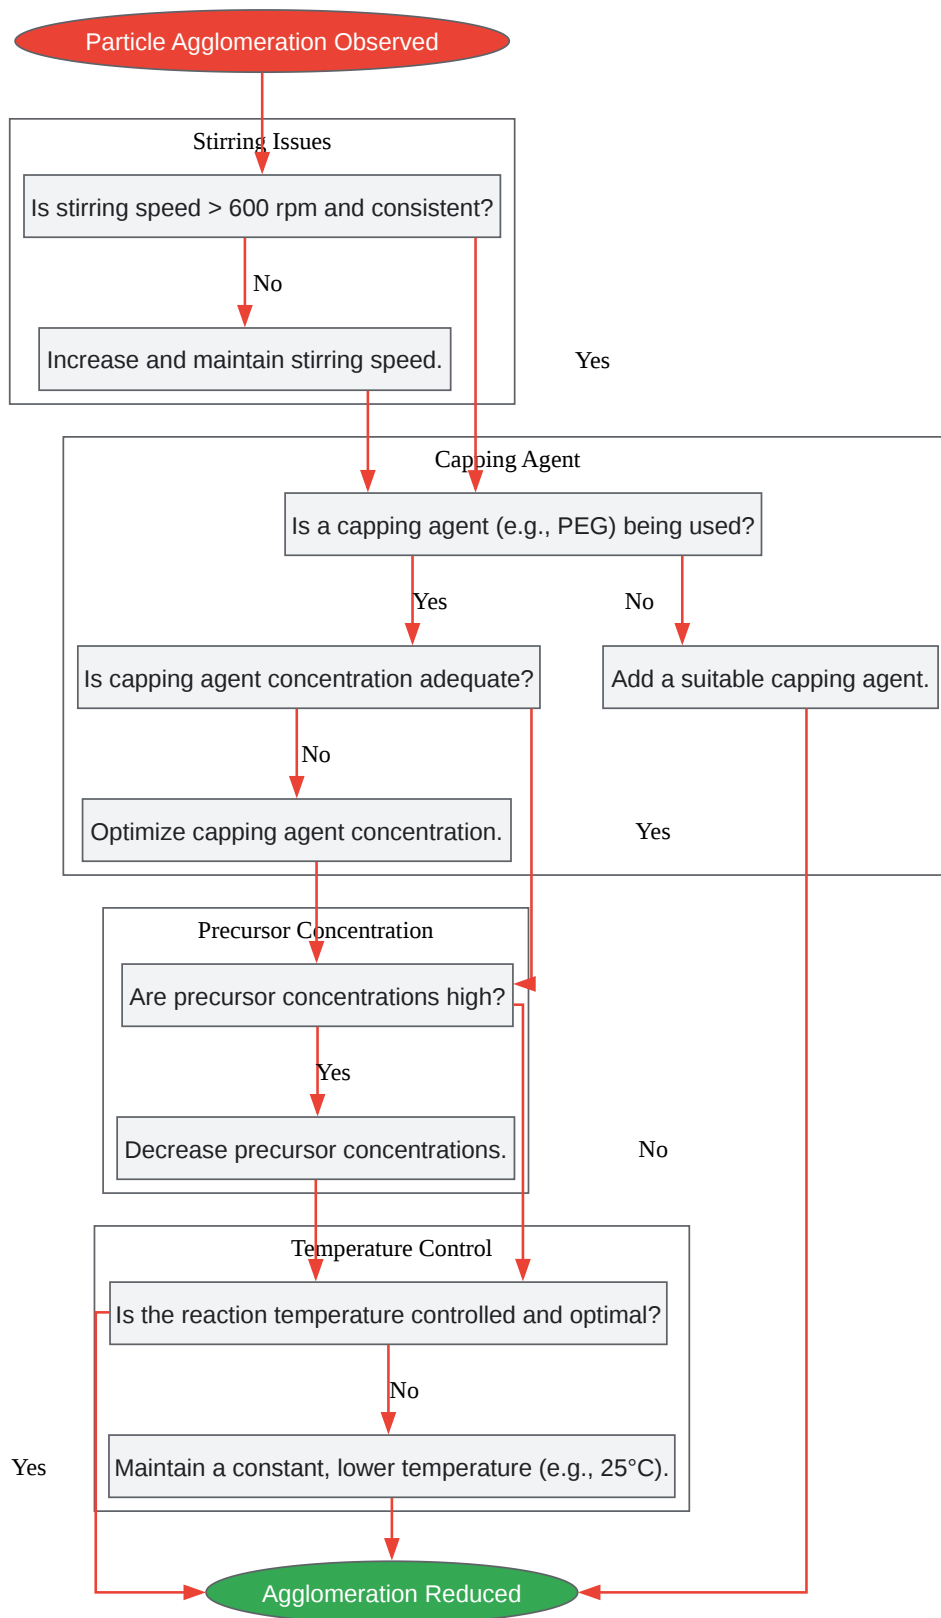 Particle Agglomeration Observed
Stirring Issues
Is stirring speed > 600 rpm and consistent?
No
Increase and maintain stirring speed.
Yes
Capping Agent
Is a capping agent (e.g., PEG) being used?
Yes
No
Is capping agent concentration adequate?
Add a suitable capping agent.
No
Optimize capping agent concentration.
Yes
Precursor Concentration
Are precursor concentrations high?
Yes
Decrease precursor concentrations.
No
Temperature Control
Is the reaction temperature controlled and optimal?
No
Maintain a constant, lower temperature (e.g., 25°C).
Yes
Agglomeration Reduced